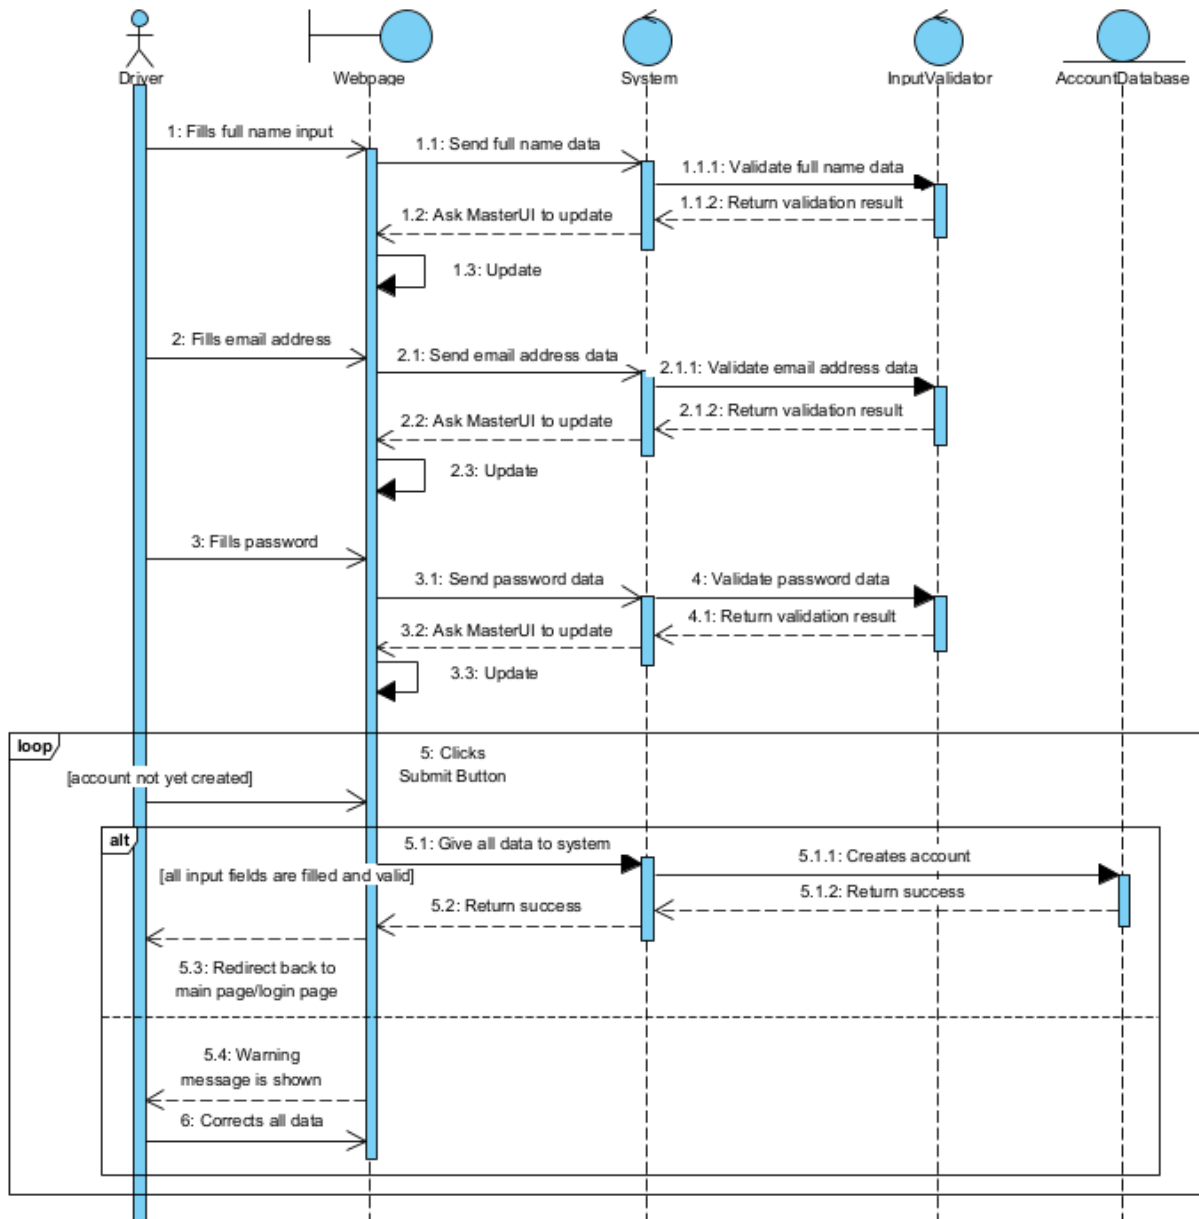 Driver
Webpage
System
InputValidator
AccountDatabase
1: Fills full name input
1.1: Send full name data
1.1.1: Validate full name data
1.1.2: Return validation result
1.2: Ask MasterUI to update
1.3: Update
2: Fills email address
2.1: Send email address data
2.1.1: Validate email address data
2.1.2: Return validation result
2.2: Ask MasterUI to update
2.3: Update
3: Fills password
3.1: Send password data
4: Validate password data
4.1: Return validation result
3.2: Ask MasterUI to update
3.3: Update
loop
[account not yet created]
5: Clicks
Submit Button
alt
[all input fields are filled and valid]
5.1: Give all data to system
5.1.1: Creates account
5.1.2: Return success
5.2: Return success
5.3: Redirect back to
main page/login page
5.4: Warning
message is shown
6: Corrects all data